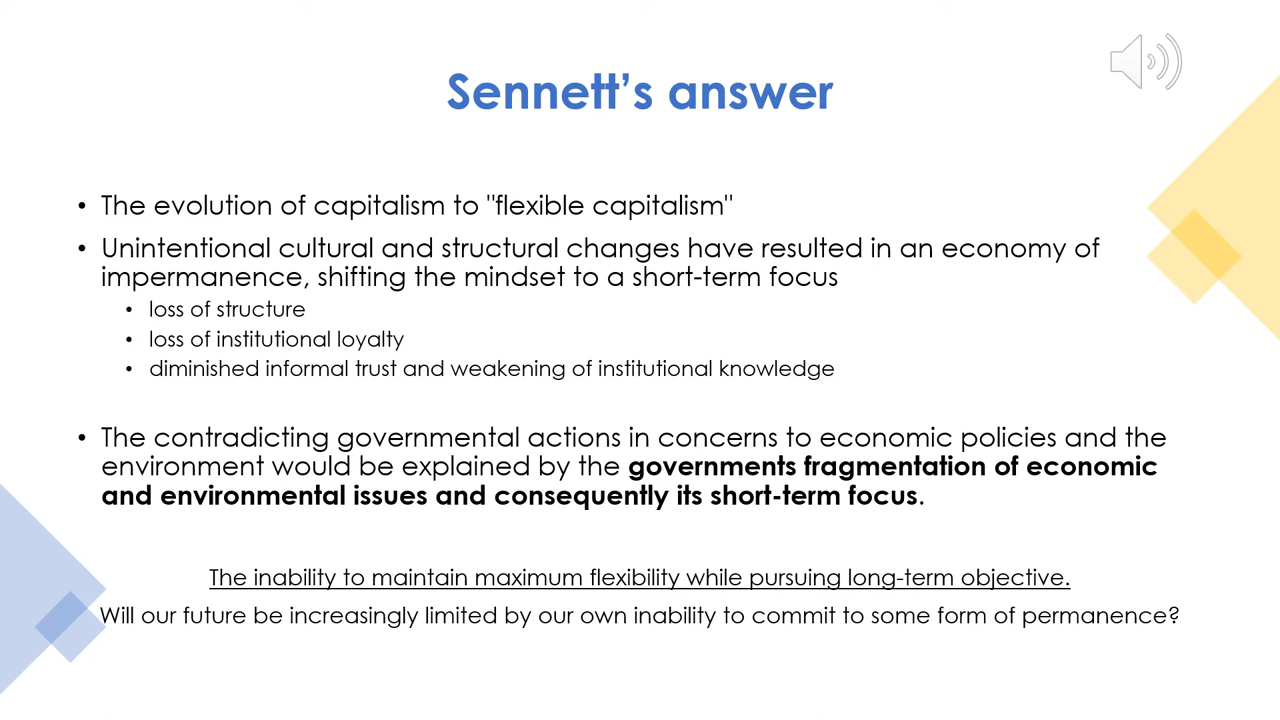 Sennett’s answer
• The evolution of capitalism to "flexible capitalism"
• Unintentional cultural and structural changes have resulted in an economy of
impermanence, shifting the mindset to a short-term focus
• loss of structure
• loss of institutional loyalty
• diminished informal trust and weakening of institutional knowledge
• The contradicting governmental actions in concerns to economic policies and the
environment would be explained by the governments fragmentation of economic
and environmental issues and consequently its short-term focus.
The inability to maintain maximum flexibility while pursuing long-term objective.
Will our future be increasingly limited by our own inability to commit to some form of permanence?